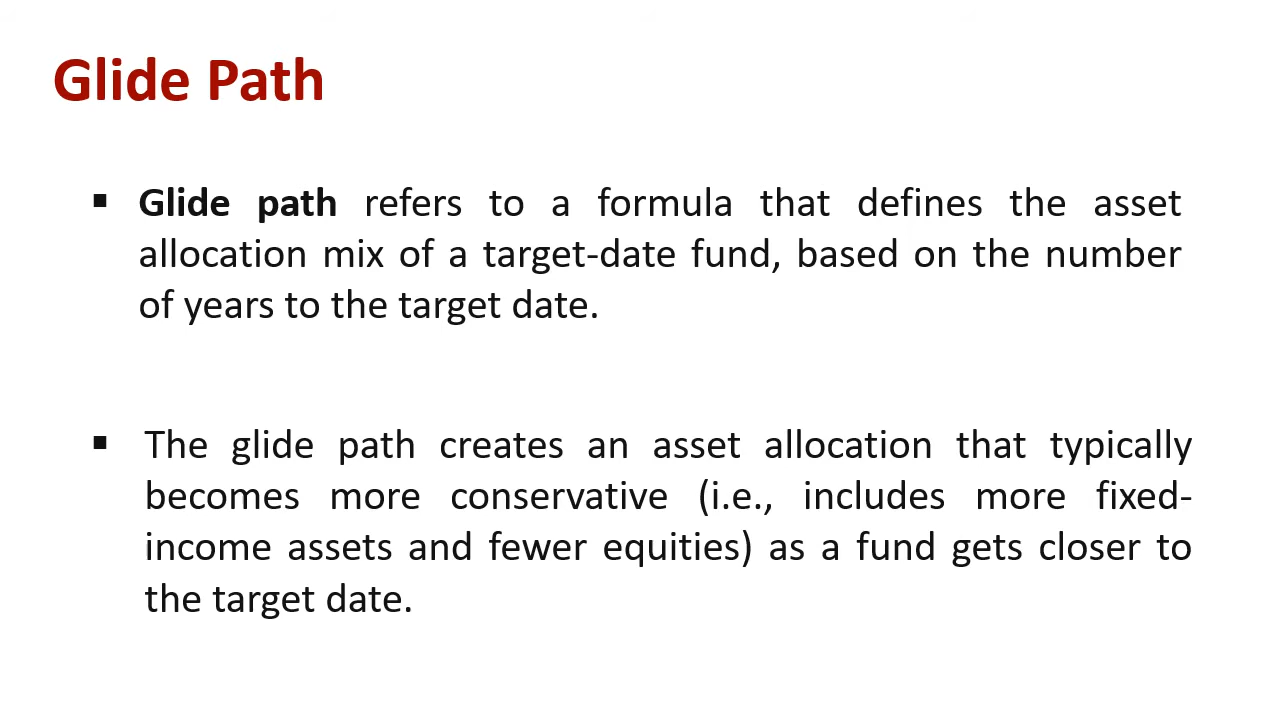 Glide Path
▪ Glide path refers to a formula that defines the asset
allocation mix of a target-date fund, based on the number
of years to the target date.
▪ The glide path creates an asset allocation that typically
becomes more conservative (i.e., includes more fixed-
income assets and fewer equities) as a fund gets closer to
the target date.